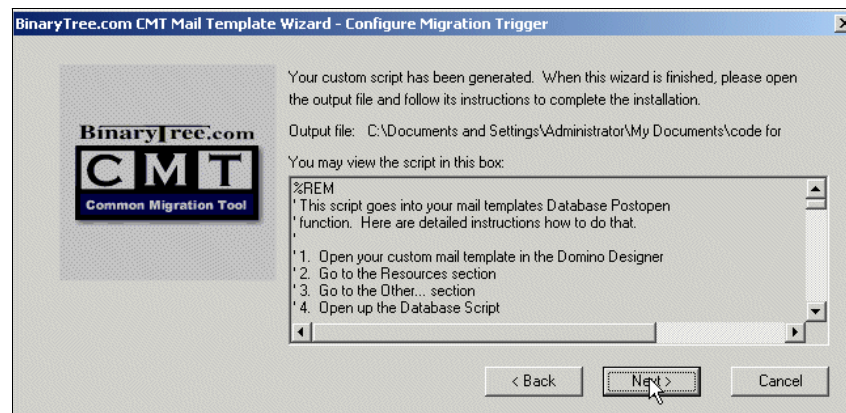 BinaryTree.com CMT Mail Template Wizard - Configure Migration Trigger
Your custom script has been generated. When this wizard is finished, please open
the output file and follow its instructions to complete the installation.
BinaryTree.com
CMT
Common Migration Tool
Output file: C:\Documents and Settings\Administrator\My Documents\code for
You may view the script in this box:
%REM
' This script goes into your mail templates Database Postopen
' function. Here are detailed instructions how to do that.
'
' 1. Open your custom mail template in the Domino Designer
' 2. Go to the Resources section
' 3. Go to the Other... section
' 4. Open up the Database Script
< Back
Next >
Cancel